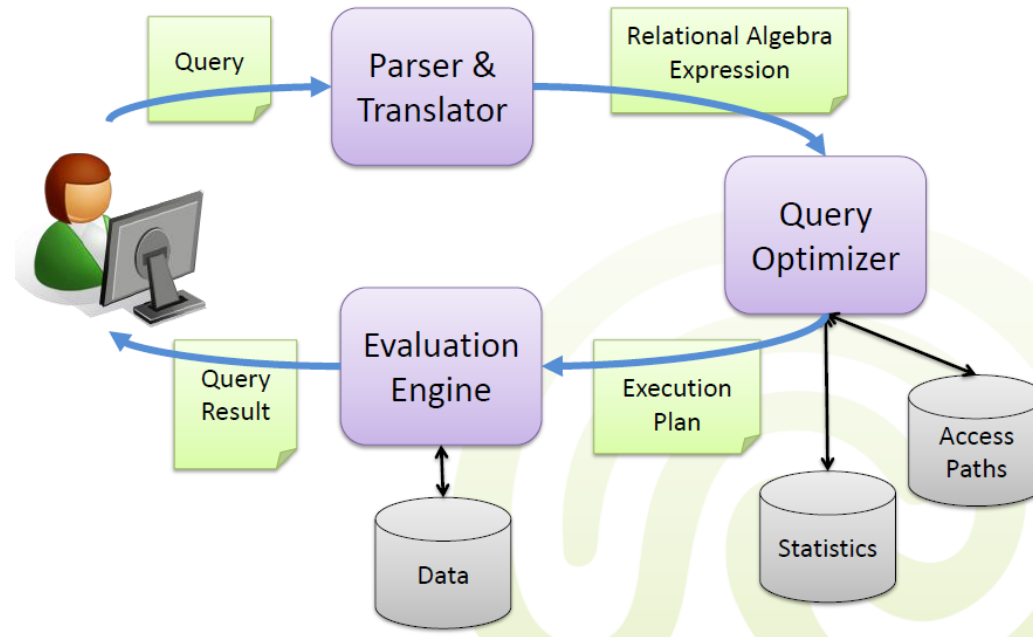 Query
Parser &
Translator
Relational Algebra
Expression
Query
Optimizer
Evaluation
Engine
Query
Result
Execution
Plan
Access
Paths
Statistics
Data